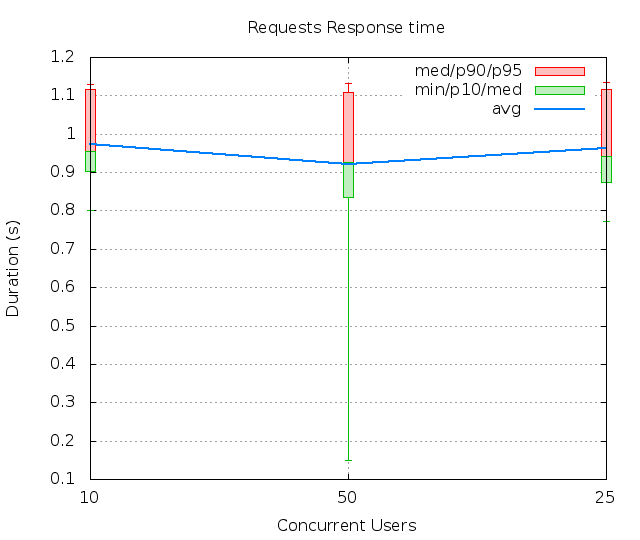 Requests Response time
med/p90/p95
min/p10/med
avg
1.2
1.1
1
0.9
0.8
0.7
0.6
0.5
0.4
0.3
0.2
0.1
Duration (s)
10 50 25
Concurrent Users